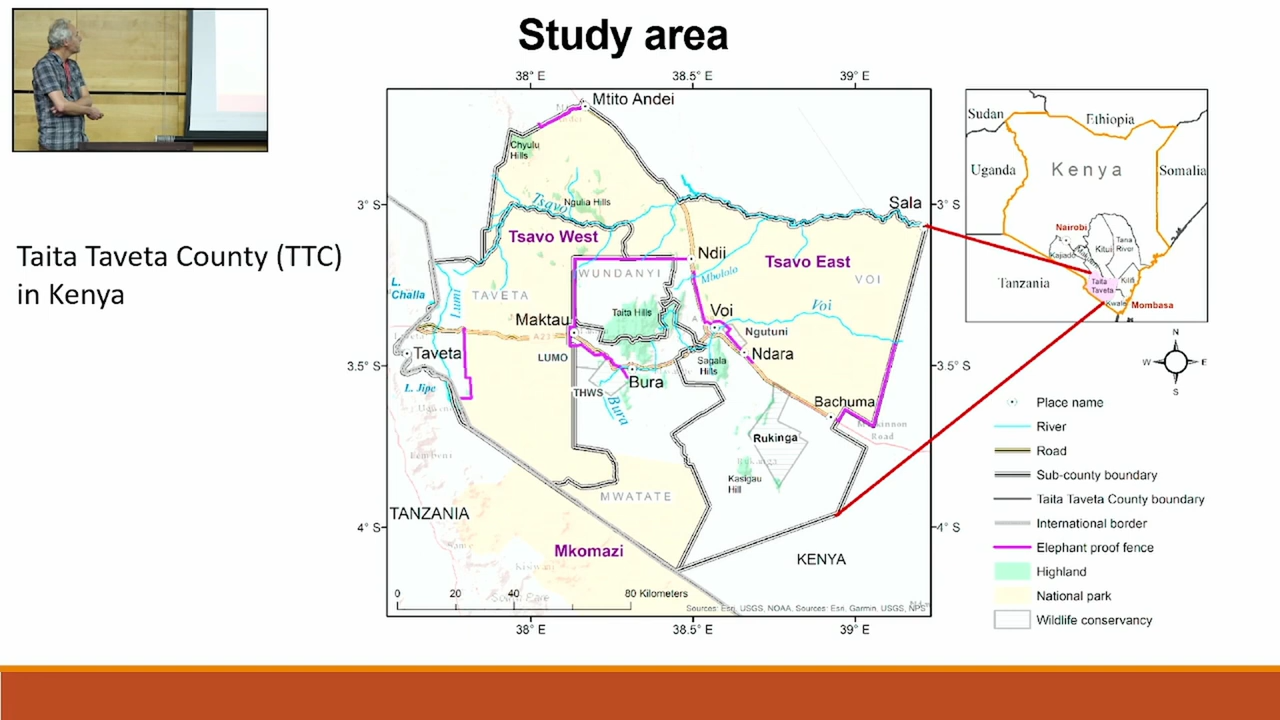 Study area
Taita Taveta County (TTC)
in Kenya
38° E
38.5° E
39° E
Mtito Andei
Chyulu
Hills
3° S
Tsavo
Ngulia Hills
Sala
3° S
Tsavo West
Ndii
Tsavo East
WUNDANYI
Mbololo
VOI
L.
Challa
Lumi
TAVETA
Taita Hills
Voi
Voi
Maktau
A23
Ngutuni
Taveta
LUMO
Sagala
Hills
Ndara
3.5° S
3.5° S
L. Jipe
THWS
Bura
Bura
Bachuma
Rukinga
Kasigau
Hill
MWATATE
4° S
TANZANIA
4° S
Mkomazi
KENYA
0
20
40
80 Kilometers
Sources: Esri, USGS, NOAA, Sources: Esri, Garmin, USGS, NPS
38° E
38.5° E
39° E
Sudan
Ethiopia
Uganda
Kenya
Somalia
Nairobi
Kajiado
Kitui
Tana
River
Tanzania
Taita
Taveta
Kilifi
Kwale
Mombasa
N
W
E
S
Place name
River
Road
Sub-county boundary
Taita Taveta County boundary
International border
Elephant proof fence
Highland
National park
Wildlife conservancy